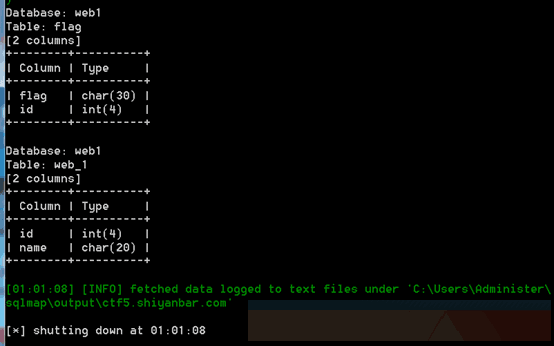 Database: web1
Table: flag
[2 columns]
+--------+----------+
| Column | Type     |
+--------+----------+
| flag   | char(30) |
| id     | int(4)   |
+--------+----------+
Database: web1
Table: web_1
[2 columns]
+--------+----------+
| Column | Type     |
+--------+----------+
| id     | int(4)   |
| name   | char(20) |
+--------+----------+
[01:01:08] [INFO] fetched data logged to text files under 'C:\Users\Administer\
sqlmap\output\ctf5.shiyanbar.com'
[*] shutting down at 01:01:08